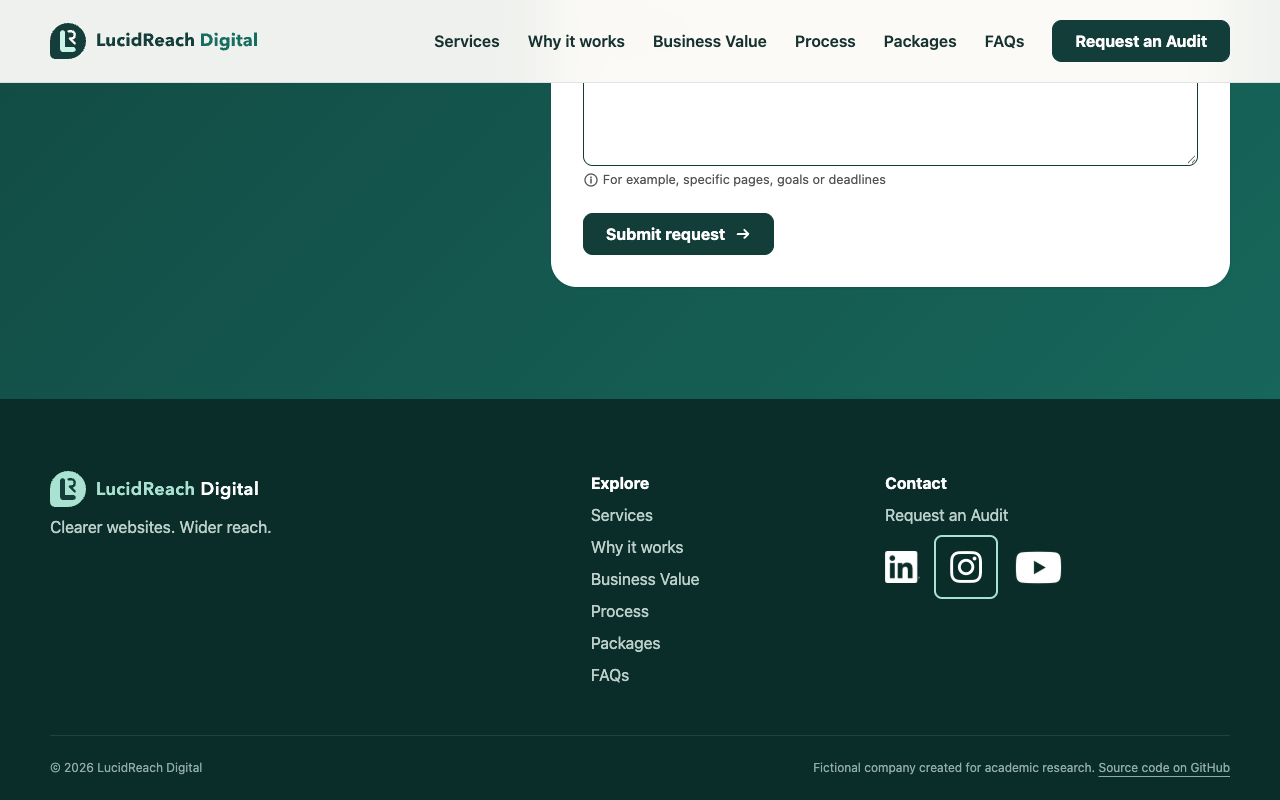 LucidReach Digital
Services
Why it works
Business Value
Process
Packages
FAQs
Request an Audit
For example, specific pages, goals or deadlines
Submit request
LucidReach Digital
Clearer websites. Wider reach.
Explore
Services
Why it works
Business Value
Process
Packages
FAQs
Contact
Request an Audit
in
© 2026 LucidReach Digital
Fictional company created for academic research. Source code on GitHub